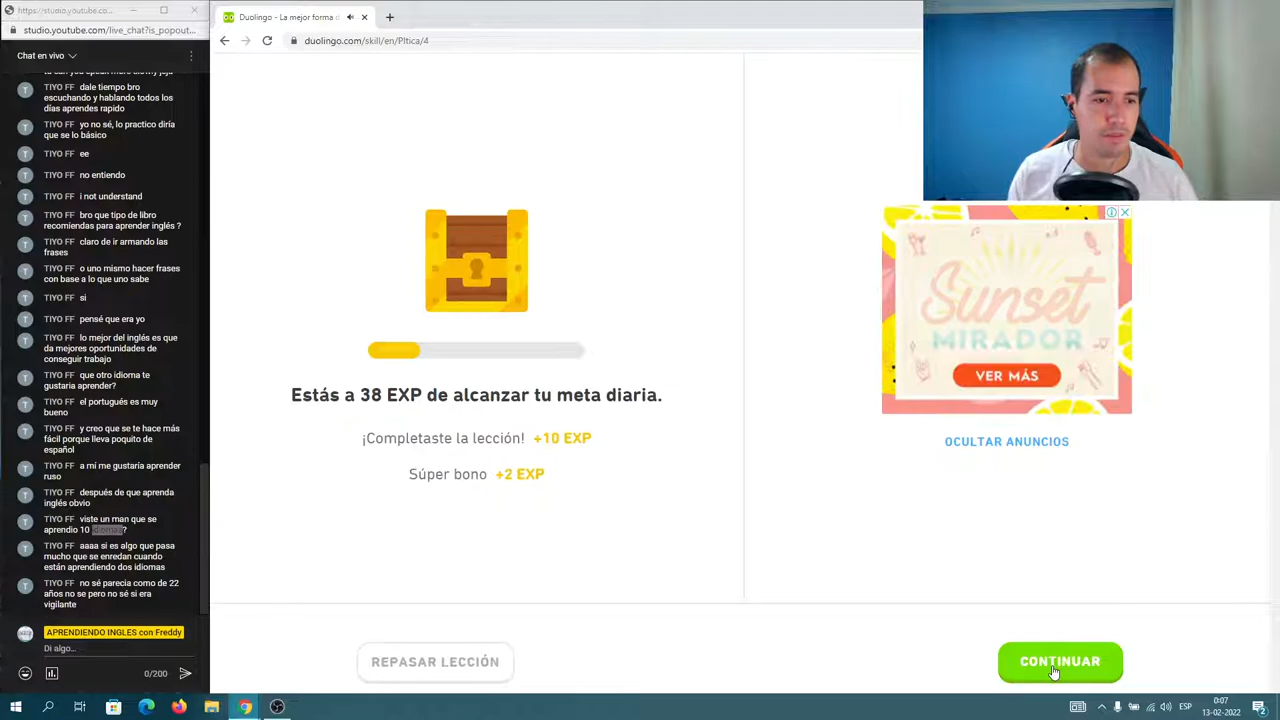 https://studio.youtube.com/live_chat?is_popout...
studio.youtube.com/live_chat?is_popout...
Duolingo - La mejor forma d
duolingo.com/skill/en/Pltica/4
Chat en vivo
TIYO FF dale tiempo bro
escuchando y hablando todos los
días aprendes rapido
TIYO FF yo no sé, lo practico diría
que se lo básico
TIYO FF ee
TIYO FF no entiendo
TIYO FF i not understand
TIYO FF bro que tipo de libro
recomiendas para aprender inglés ?
TIYO FF claro de ir armando las
frases
TIYO FF o uno mismo hacer frases
con base a lo que uno sabe
TIYO FF si
TIYO FF pensé que era yo
TIYO FF lo mejor del inglés es que
da mejores oportunidades de
conseguir trabajo
TIYO FF que otro idioma te
gustaria aprender?
TIYO FF el portugués es muy
bueno
TIYO FF y creo que se te hace más
fácil porque lleva poquito de
español
TIYO FF a mí me gustaría aprender
ruso
TIYO FF después de que aprenda
inglés obvio
TIYO FF viste un man que se
aprendio 10 idiomas?
TIYO FF aaaa si es algo que pasa
mucho que se enredan cuando
están aprendiendo dos idiomas
TIYO FF no sé parecia como de 22
años no se pero no sé si era
vigilante
APRENDIENDO INGLES con Freddy
Di algo...
0/200
Estás a 38 EXP de alcanzar tu meta diaria.
¡Completaste la lección! +10 EXP
Súper bono +2 EXP
Sunset
MIRADOR
VER MÁS
OCULTAR ANUNCIOS
REPASAR LECCIÓN
CONTINUAR
ESP
0:07
13-02-2022
2